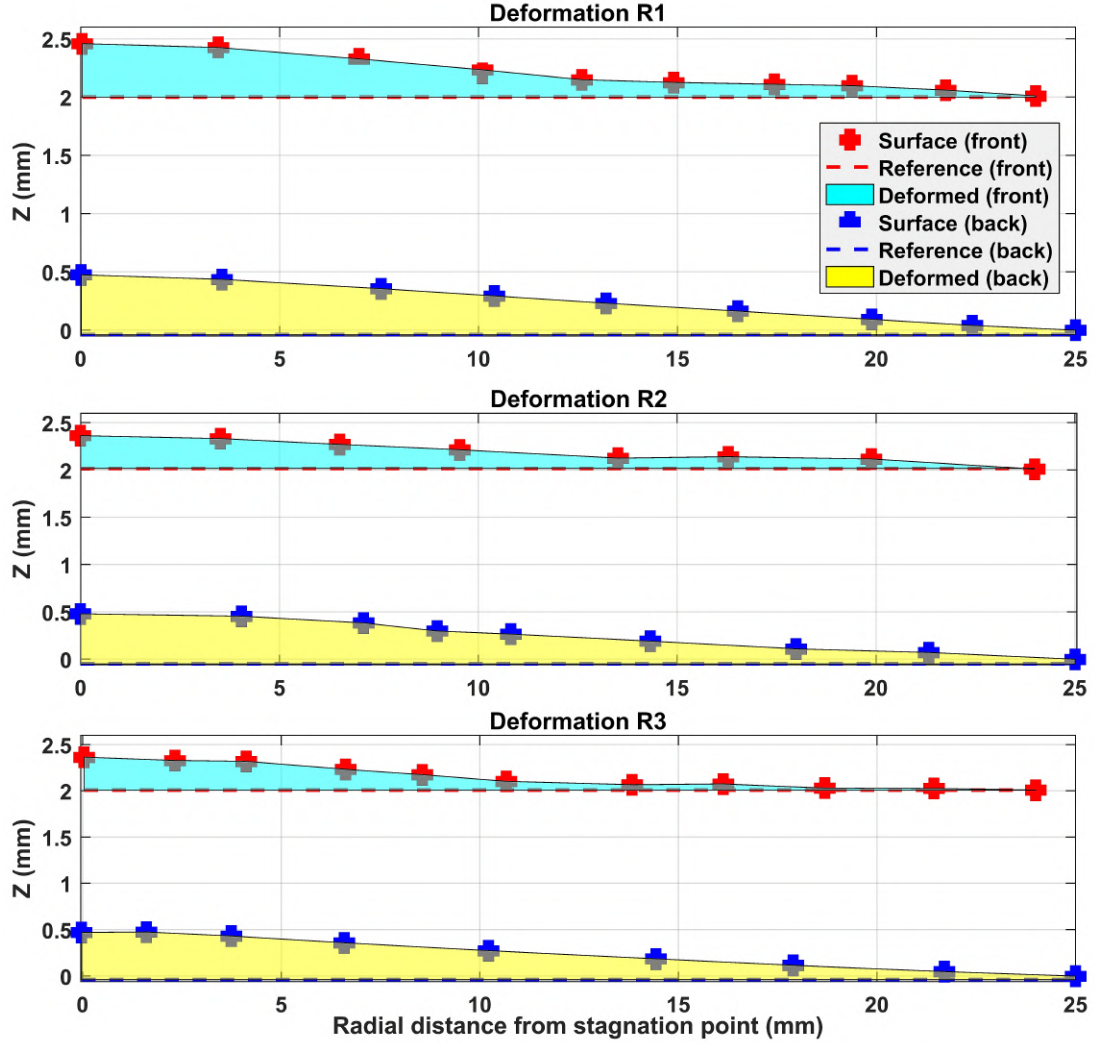 Deformation R1
2.5
2
1.5
1
0.5
0
Z (mm)
Surface (front)
Reference (front)
Deformed (front)
Surface (back)
Reference (back)
Deformed (back)
0 5 10 15 20 25
Deformation R2
2.5
2
1.5
1
0.5
0
Z (mm)
0 5 10 15 20 25
Deformation R3
2.5
2
1.5
1
0.5
0
Z (mm)
0 5 10 15 20 25
Radial distance from stagnation point (mm)